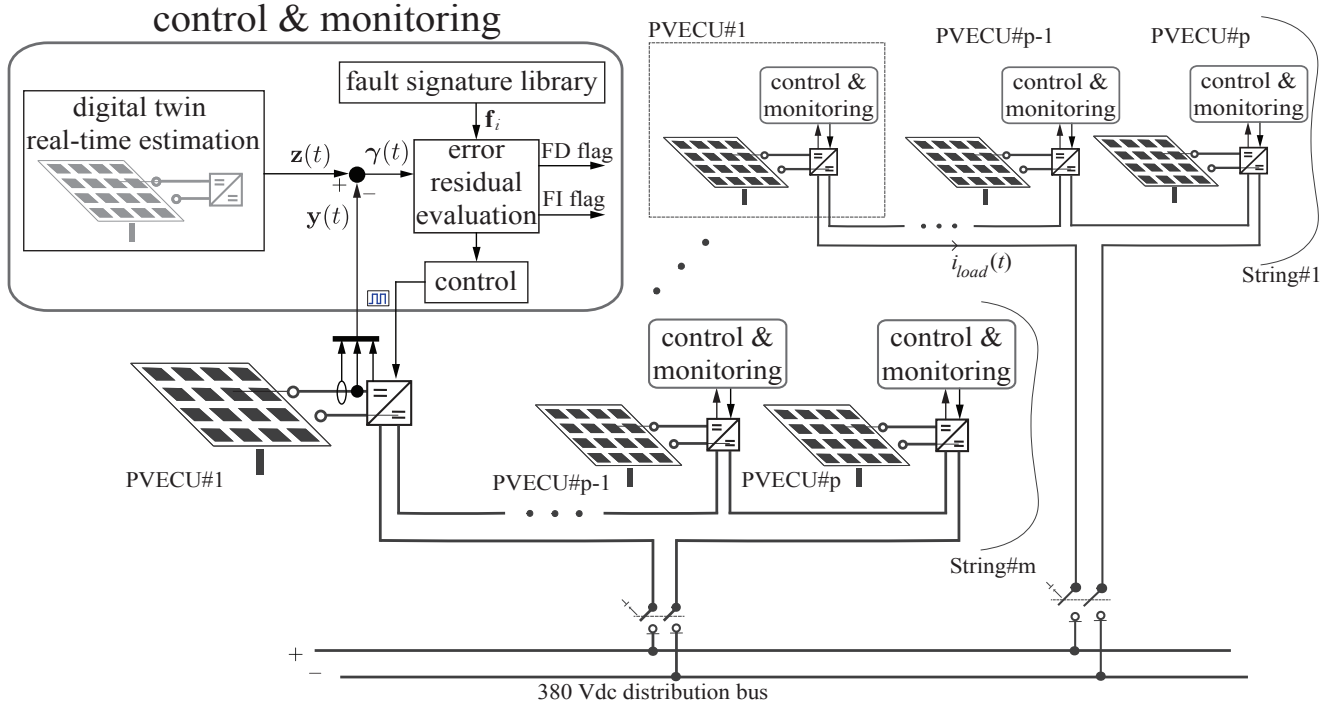 control & monitoring
fault signature library
digital twin
real-time estimation
z(t)
+
−
γ(t)
f_i
error
residual
evaluation
FD flag
FI flag
y(t)
control
PVECU#1
PVECU#1
control &
monitoring
PVECU#p-1
control &
monitoring
PVECU#p
control &
monitoring
. . .
i_load(t)
String#1
control &
monitoring
control &
monitoring
PVECU#p-1
PVECU#p
. . .
String#m
+
−
380 Vdc distribution bus